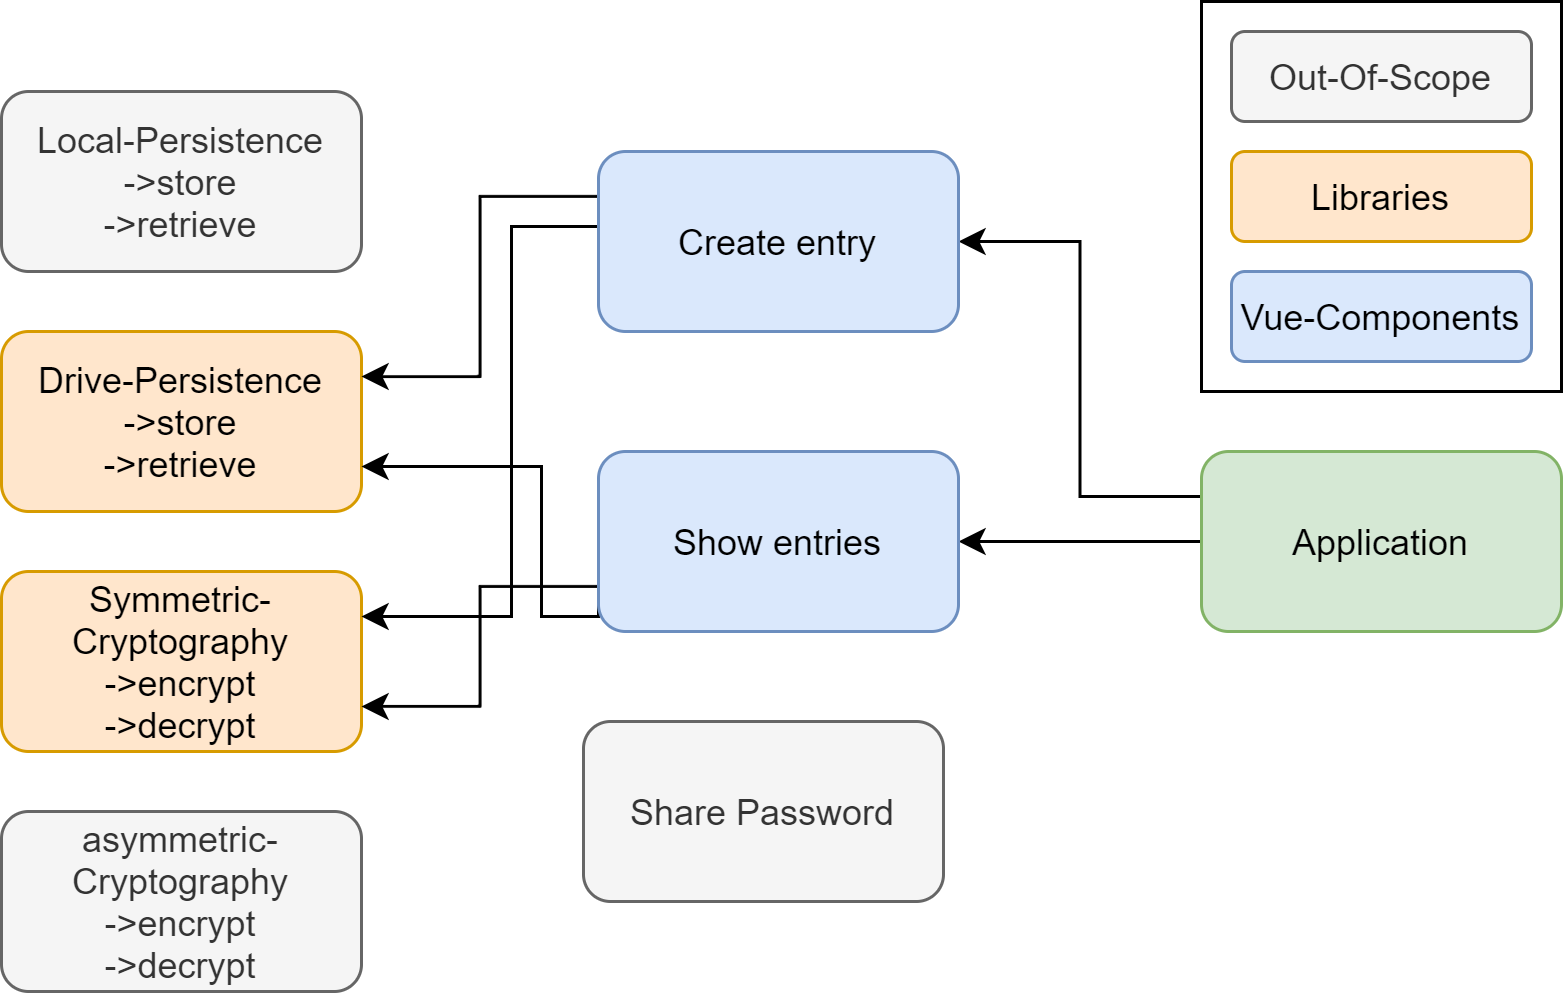 Local-Persistence
->store
->retrieve
Drive-Persistence
->store
->retrieve
Symmetric-
Cryptography
->encrypt
->decrypt
asymmetric-
Cryptography
->encrypt
->decrypt
Create entry
Show entries
Share Password
Out-Of-Scope
Libraries
Vue-Components
Application